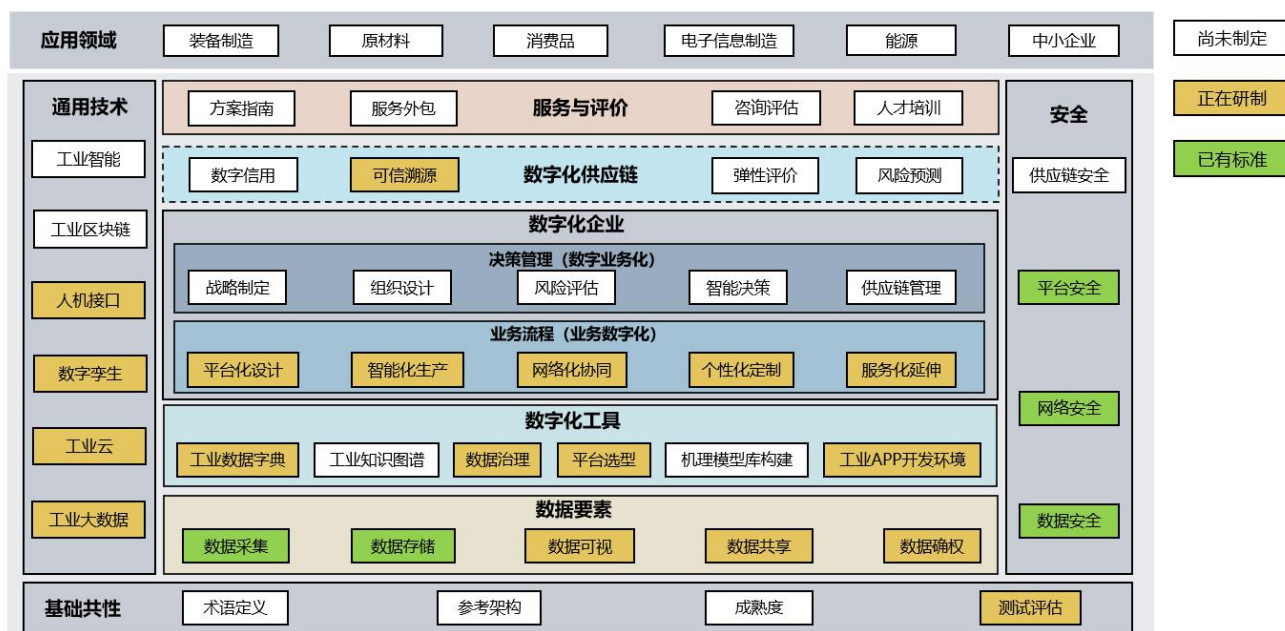 应用领域
装备制造
原材料
消费品
电子信息制造
能源
中小企业
尚未制定
正在研制
已有标准
通用技术
工业智能
工业区块链
人机接口
数字孪生
工业云
工业大数据
方案指南
服务外包
服务与评价
咨询评估
人才培训
数字信用
可信溯源
数字化供应链
弹性评价
风险预测
数字化企业
决策管理（数字业务化）
战略制定
组织设计
风险评估
智能决策
供应链管理
业务流程（业务数字化）
平台化设计
智能化生产
网络化协同
个性化定制
服务化延伸
数字化工具
工业数据字典
工业知识图谱
数据治理
平台选型
机理模型库构建
工业APP开发环境
数据要素
数据采集
数据存储
数据可视
数据共享
数据确权
安全
供应链安全
平台安全
网络安全
数据安全
基础共性
术语定义
参考架构
成熟度
测试评估